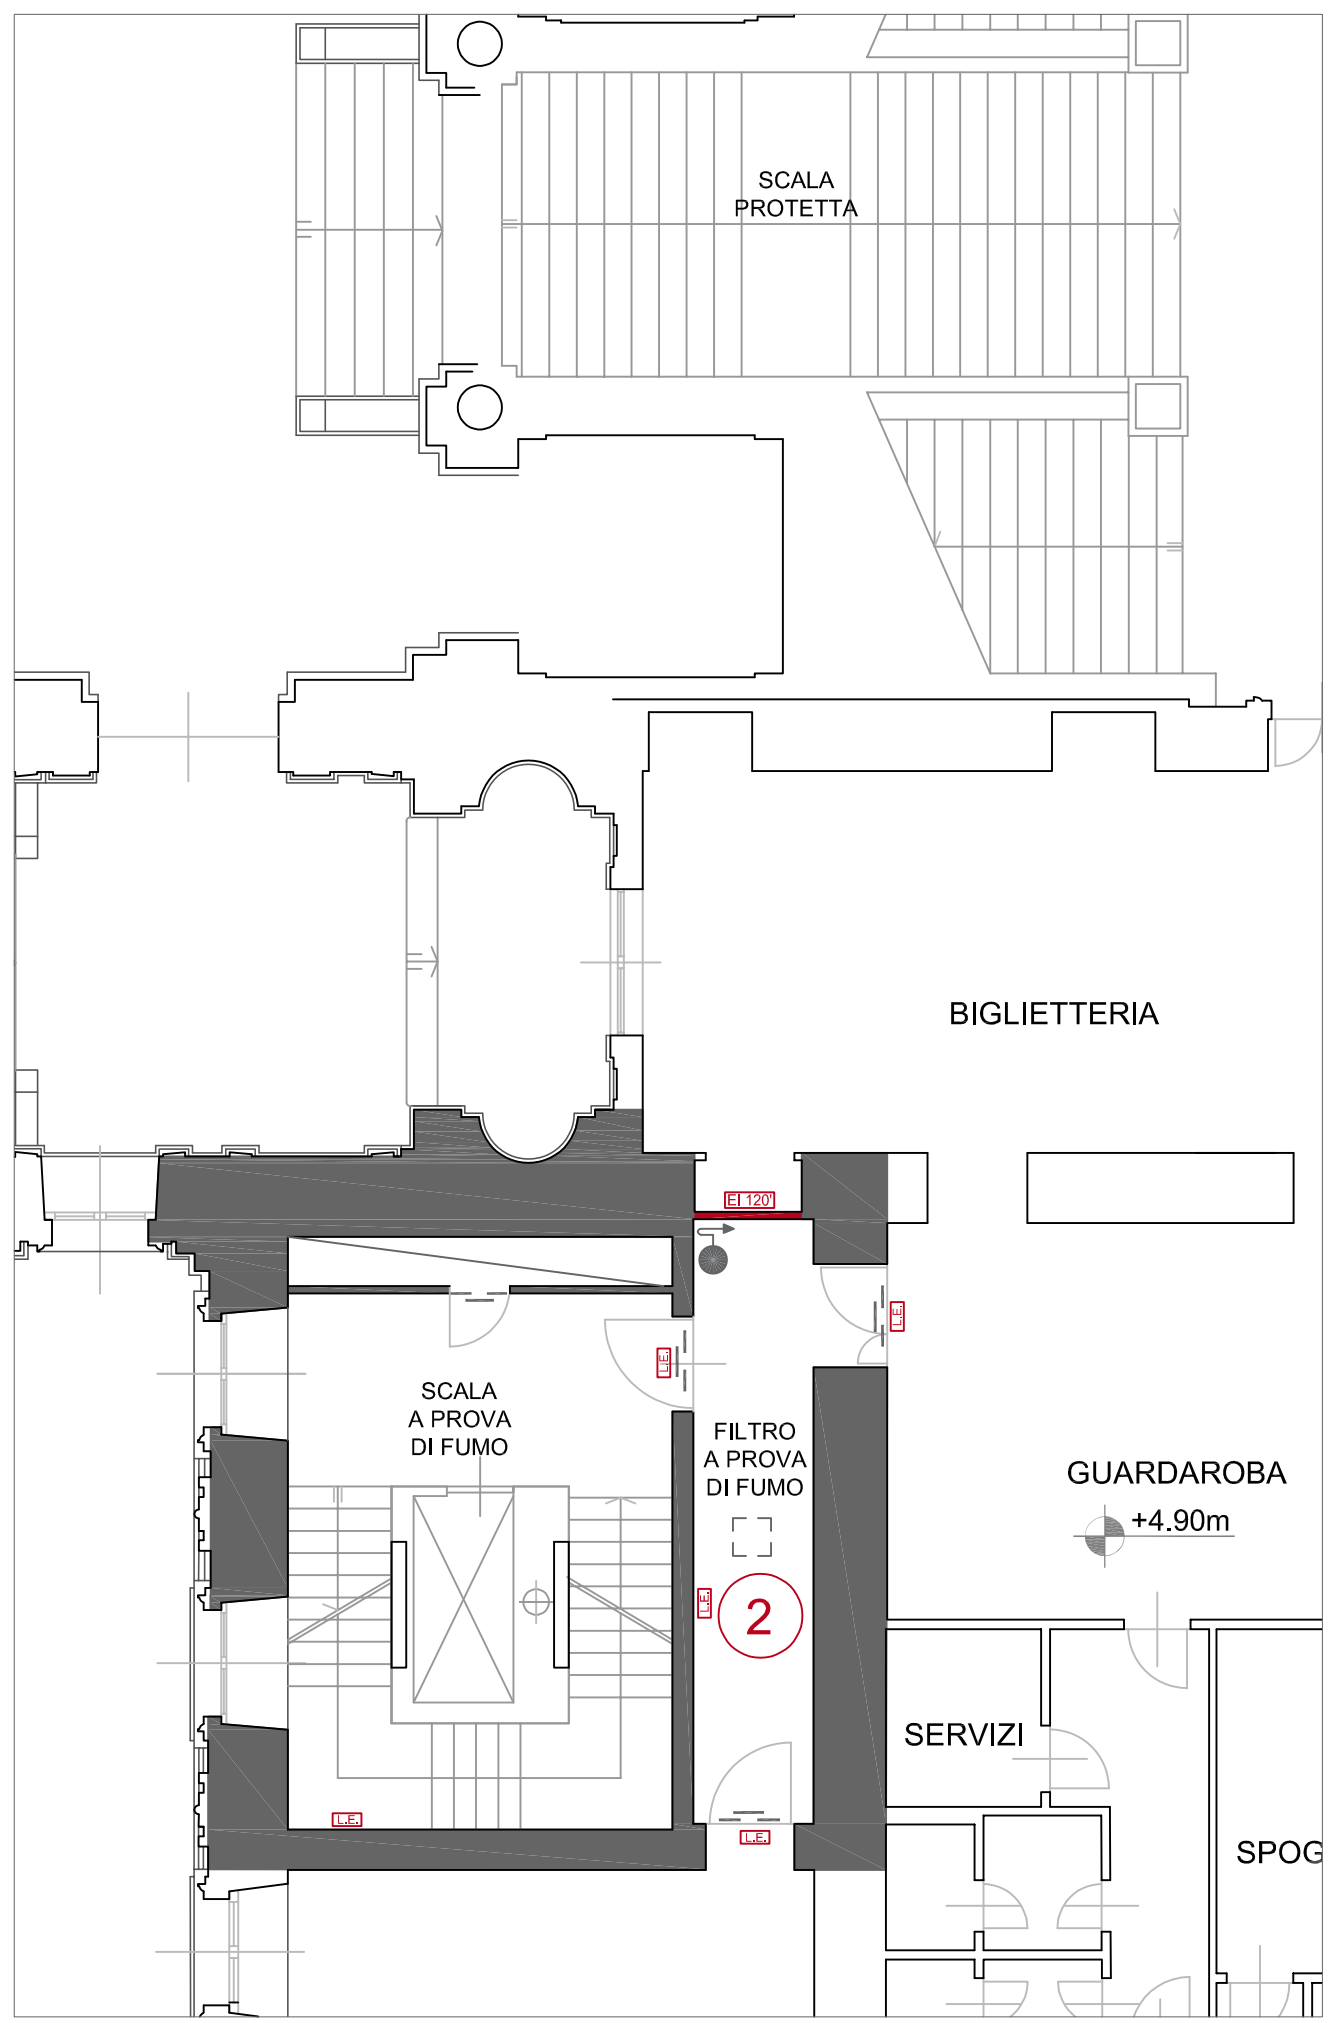 SCALA
PROTETTA
BIGLIETTERIA
EI 120'
L.E.
L.E.
SCALA
A PROVA
DI FUMO
FILTRO
A PROVA
DI FUMO
GUARDAROBA
+4.90m
L.E.
2
SERVIZI
L.E.
L.E.
SPOG